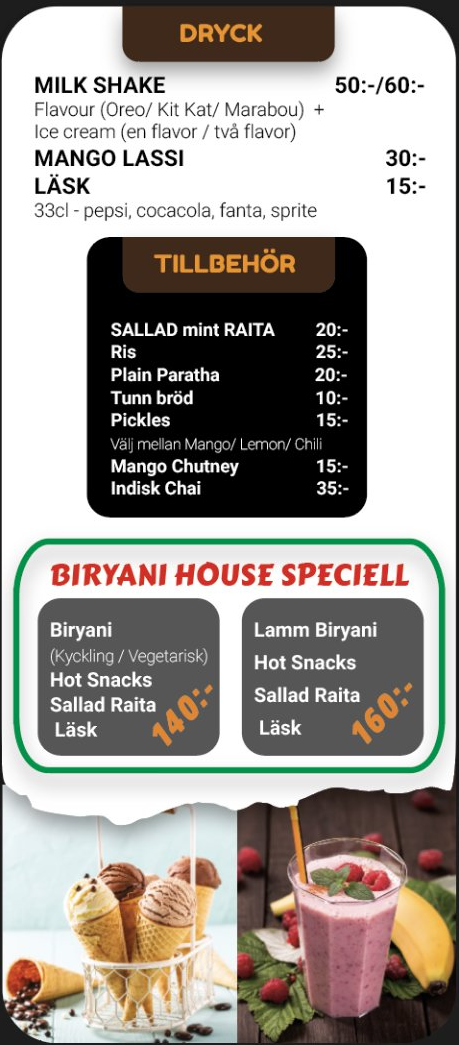 DRYCK
MILK SHAKE 50:-/60:-
Flavour (Oreo/ Kit Kat/ Marabou) +
Ice cream (en flavor / två flavor)
MANGO LASSI 30:-
LÄSK 15:-
33cl - pepsi, cocacola, fanta, sprite
TILLBEHÖR
SALLAD mint RAITA 20:-
Ris 25:-
Plain Paratha 20:-
Tunn bröd 10:-
Pickles 15:-
Välj mellan Mango/ Lemon/ Chili
Mango Chutney 15:-
Indisk Chai 35:-
BIRYANI HOUSE SPECIELL
Biryani
(Kyckling / Vegetarisk)
Hot Snacks
Sallad Raita
Läsk
140:-
Lamm Biryani
Hot Snacks
Sallad Raita
Läsk
160:-